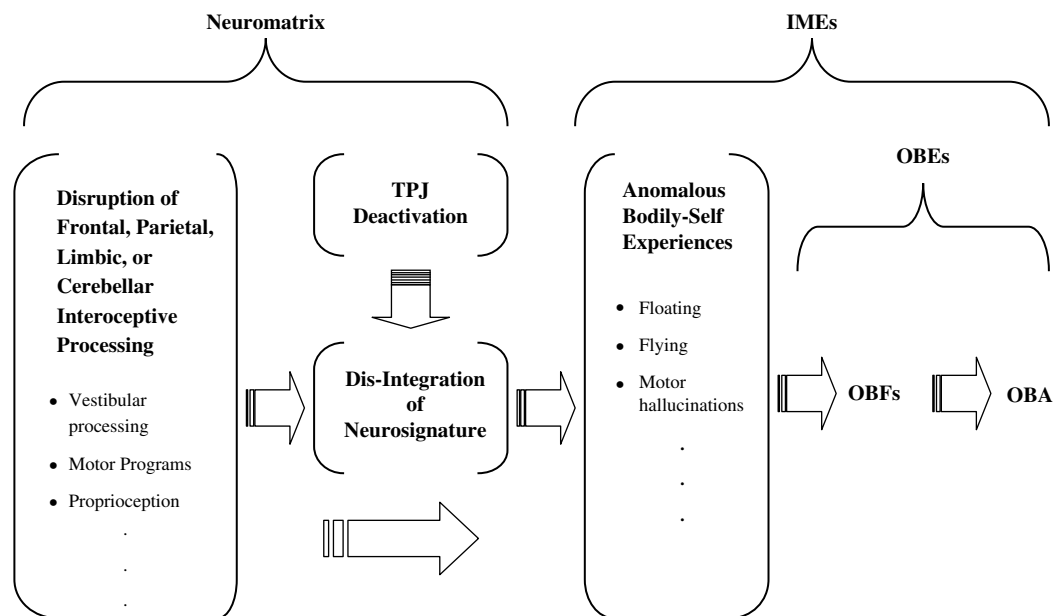 Neuromatrix
IMEs
OBEs
Disruption of
Frontal, Parietal,
Limbic, or
Cerebellar
Interoceptive
Processing
• Vestibular
processing
• Motor Programs
• Proprioception
.
.
.
TPJ
Deactivation
Dis-Integration
of
Neurosignature
Anomalous
Bodily-Self
Experiences
• Floating
• Flying
• Motor
hallucinations
.
.
.
OBFs
OBA